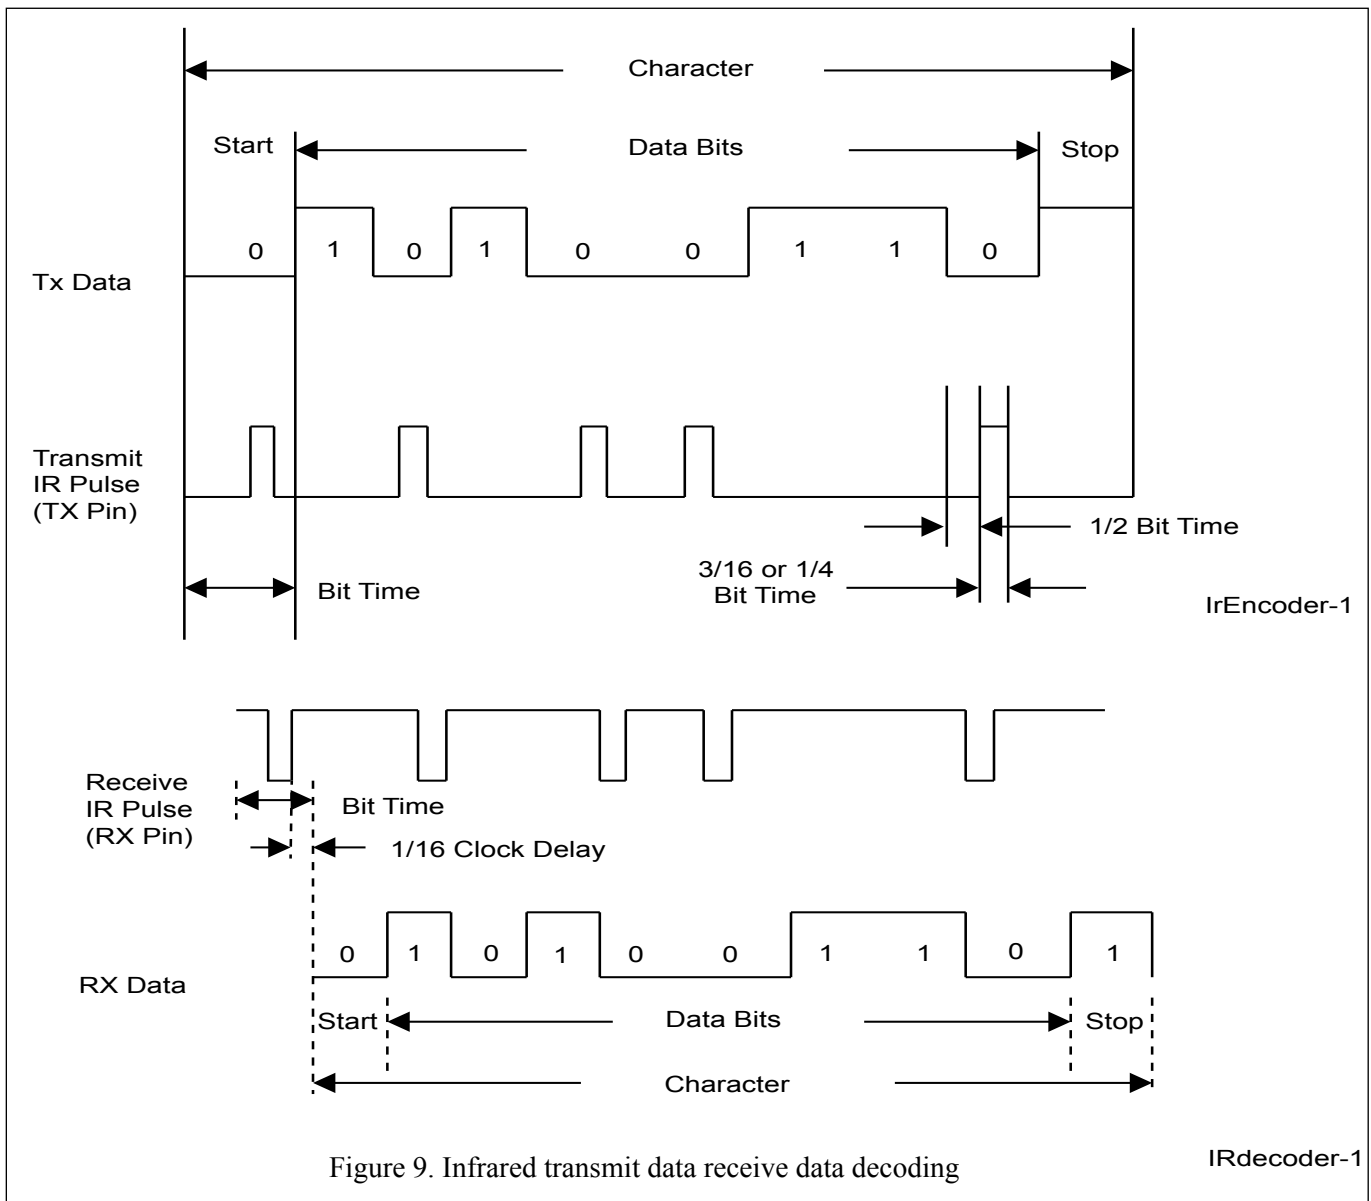 Character
Start
Data Bits
Stop
0 1 0 1 0 0 1 1 0
Tx Data
Transmit
IR Pulse
(TX Pin)
1/2 Bit Time
3/16 or 1/4
Bit Time
Bit Time
IrEncoder-1
Receive
IR Pulse
(RX Pin)
Bit Time
1/16 Clock Delay
0 1 0 1 0 0 1 1 0 1
RX Data
Start
Data Bits
Stop
Character
Figure 9. Infrared transmit data receive data decoding
IRdecoder-1